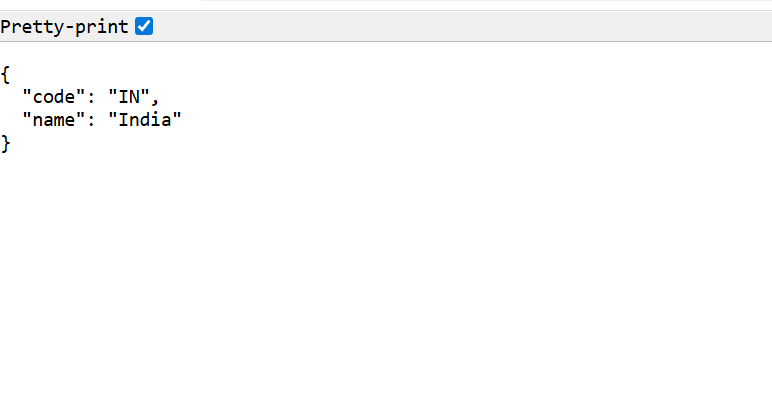 Pretty-print
{
  "code": "IN",
  "name": "India"
}